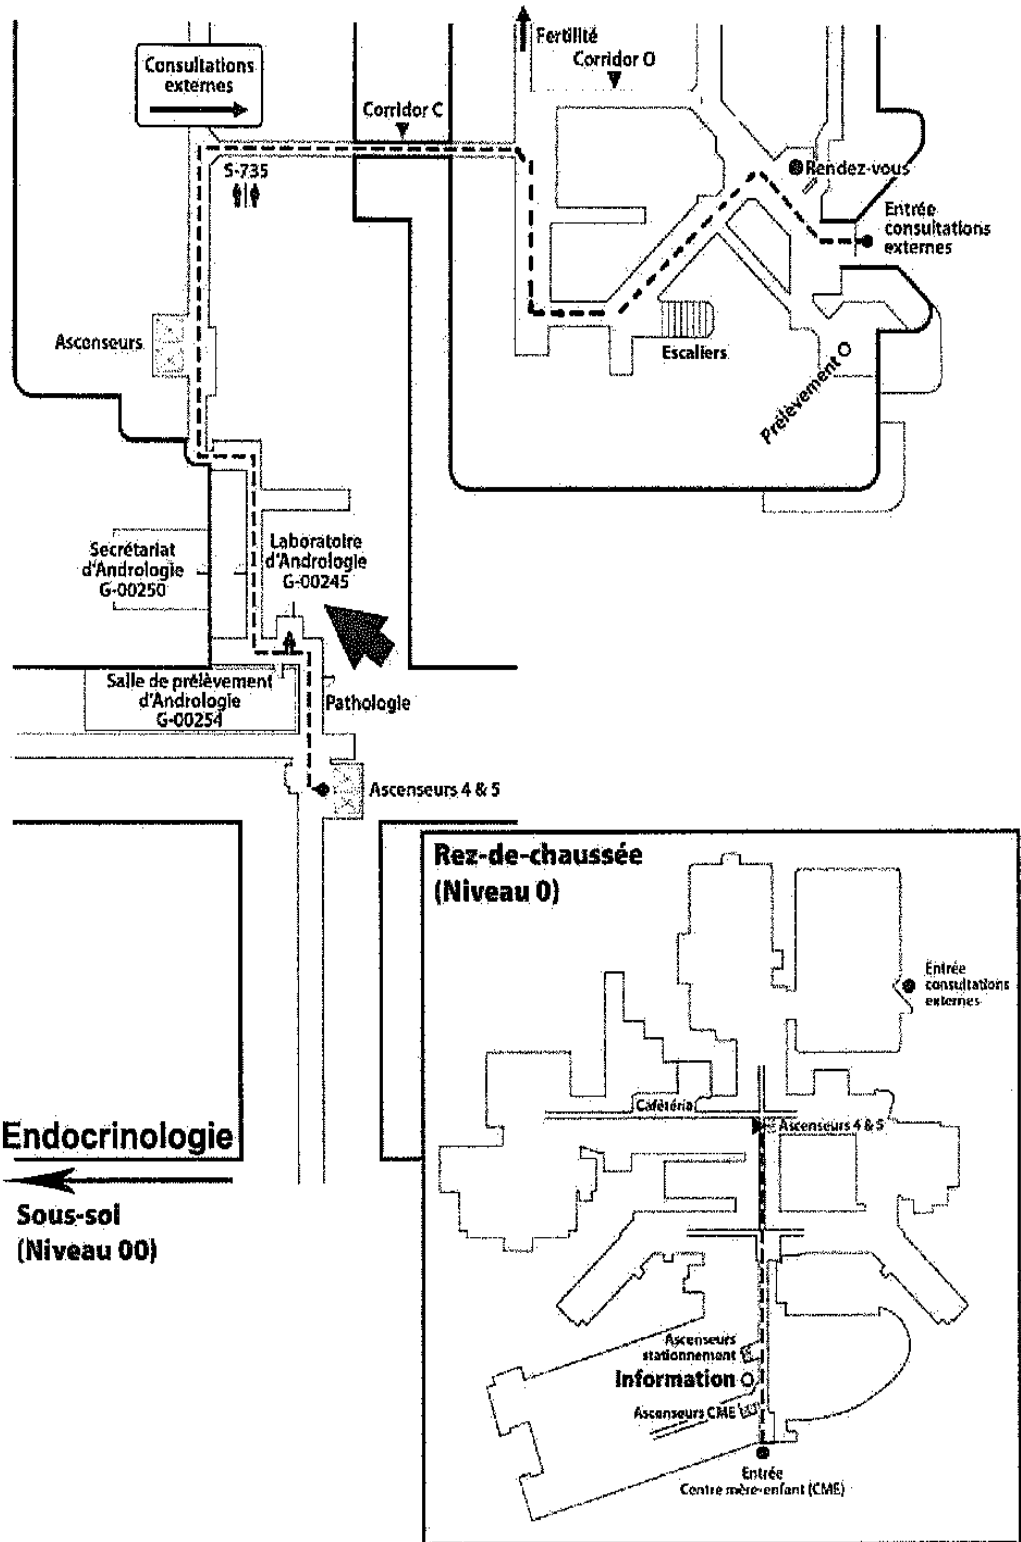 Fertilité
Corridor O
Consultations
externes
Corridor C
S-735
Rendez-vous
Entrée
consultations
externes
Ascenseurs
Escaliers
Prélèvement
Secrétariat
d'Andrologie
G-00250
Laboratoire
d'Andrologie
G-00245
Salle de prélèvement
d'Andrologie
G-00254
Pathologie
Ascenseurs 4 & 5
Rez-de-chaussée
(Niveau 0)
Entrée
consultations
externes
Cafétéria
Ascenseurs 4 & 5
Endocrinologie
Sous-sol
(Niveau 00)
Ascenseurs
stationnement
Information
Ascenseurs CME
Entrée
Centre mère-enfant (CME)